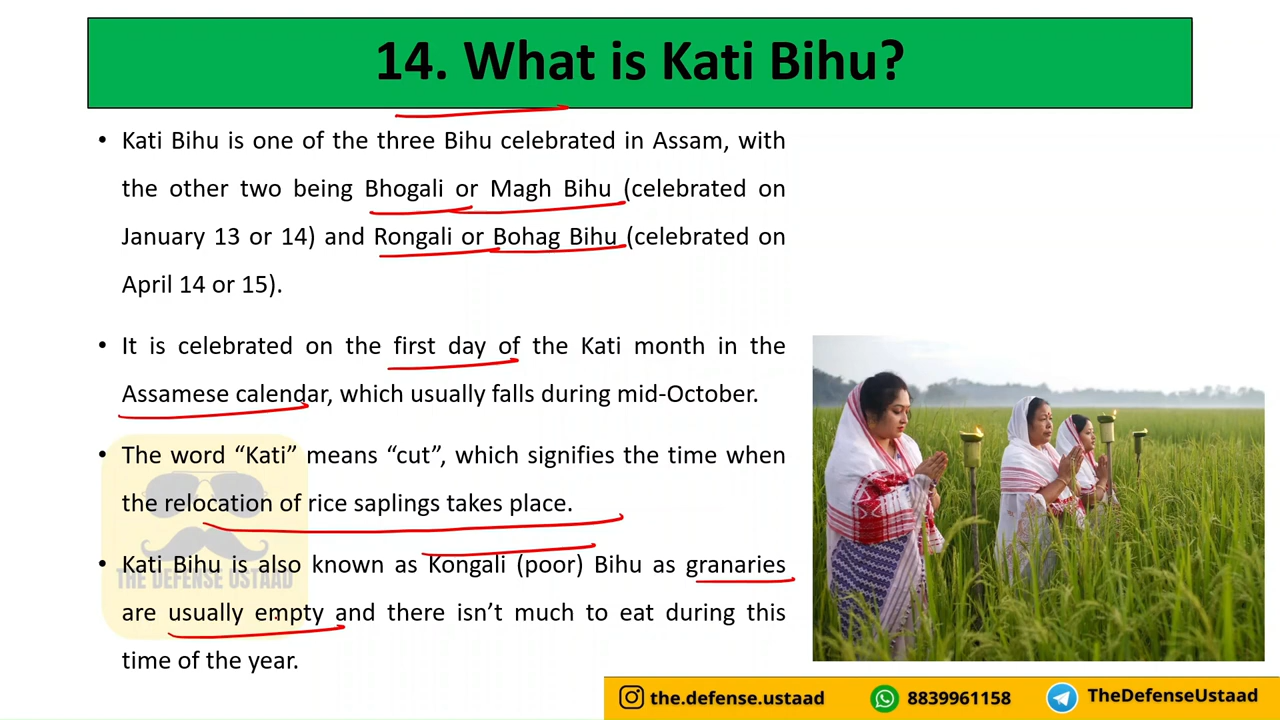 14. What is Kati Bihu?
• Kati Bihu is one of the three Bihu celebrated in Assam, with
the other two being Bhogali or Magh Bihu (celebrated on
January 13 or 14) and Rongali or Bohag Bihu (celebrated on
April 14 or 15).
• It is celebrated on the first day of the Kati month in the
Assamese calendar, which usually falls during mid-October.
• The word “Kati” means “cut”, which signifies the time when
the relocation of rice saplings takes place.
• Kati Bihu is also known as Kongali (poor) Bihu as granaries
THE DEFENSE USTAAD
are usually empty and there isn’t much to eat during this
time of the year.
the.defense.ustaad
8839961158
TheDefenseUstaad